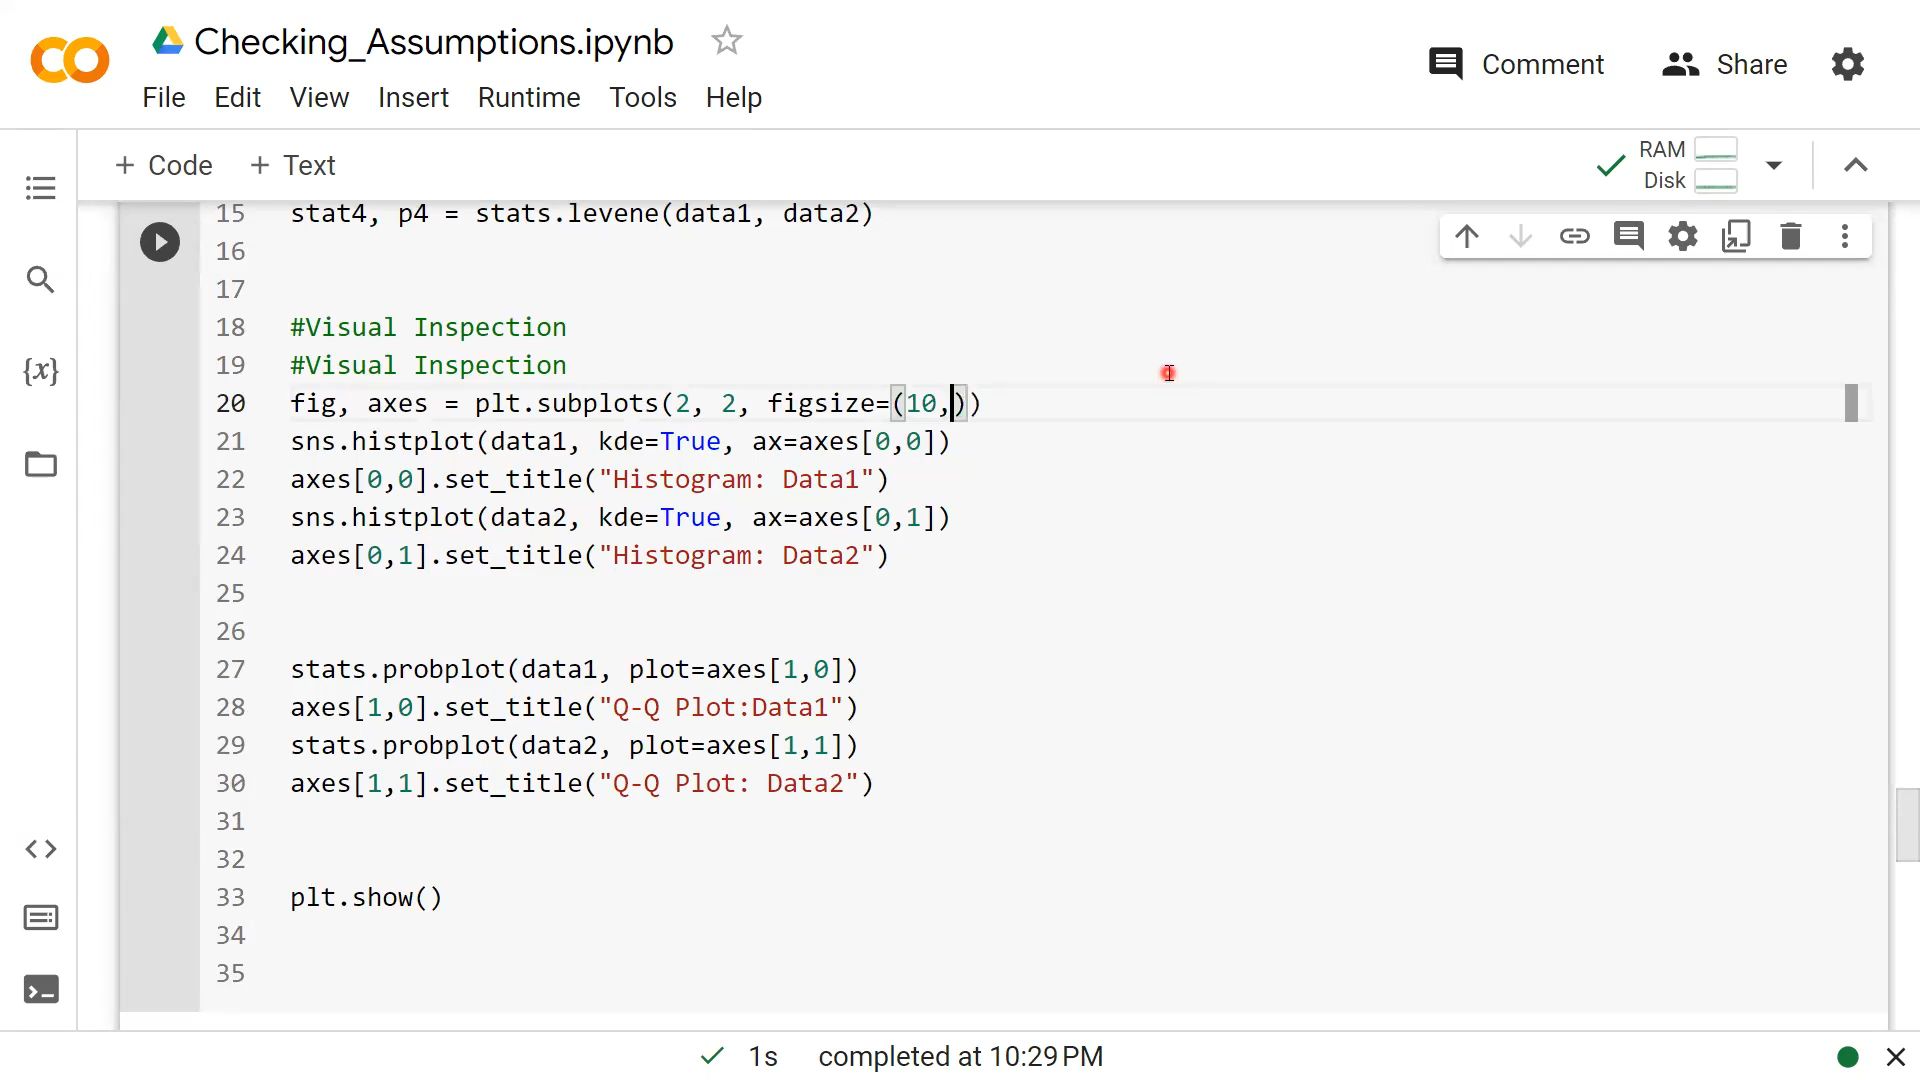 Checking_Assumptions.ipynb
File Edit View Insert Runtime Tools Help
Comment Share
+ Code + Text
RAM
Disk
15 stat4, p4 = stats.levene(data1, data2)
16
17
18 #Visual Inspection
19 #Visual Inspection
20 fig, axes = plt.subplots(2, 2, figsize=(10,))
21 sns.histplot(data1, kde=True, ax=axes[0,0])
22 axes[0,0].set_title("Histogram: Data1")
23 sns.histplot(data2, kde=True, ax=axes[0,1])
24 axes[0,1].set_title("Histogram: Data2")
25
26
27 stats.probplot(data1, plot=axes[1,0])
28 axes[1,0].set_title("Q-Q Plot:Data1")
29 stats.probplot(data2, plot=axes[1,1])
30 axes[1,1].set_title("Q-Q Plot: Data2")
31
32
33 plt.show()
34
35
{x}
1s completed at 10:29 PM